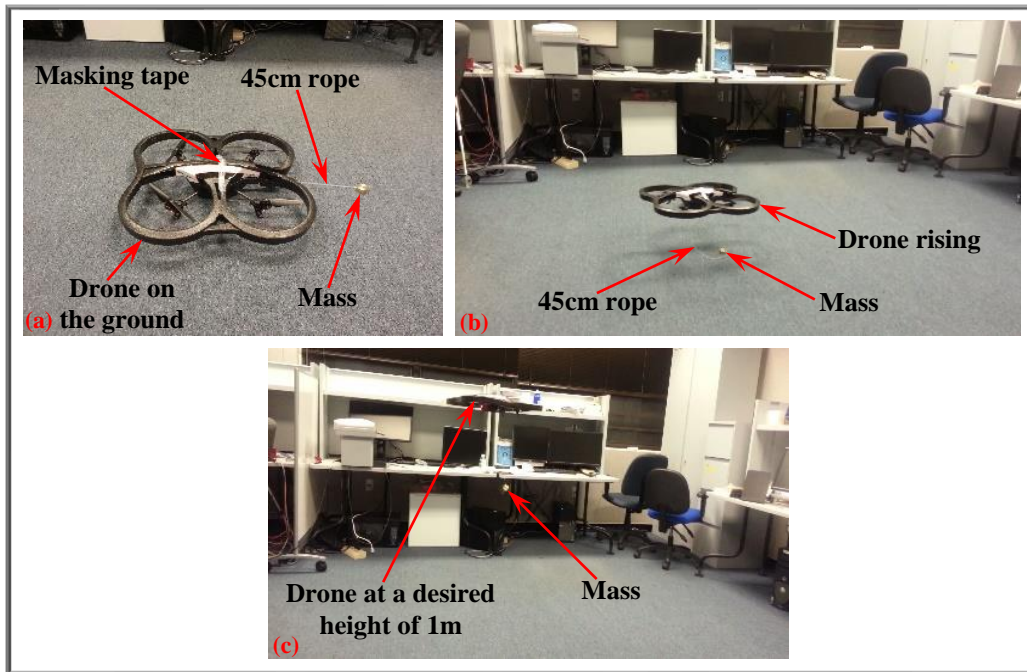 Masking tape
45cm rope
Drone on
the ground
Mass
(a)
Drone rising
45cm rope
Mass
(b)
Drone at a desired
height of 1m
Mass
(c)